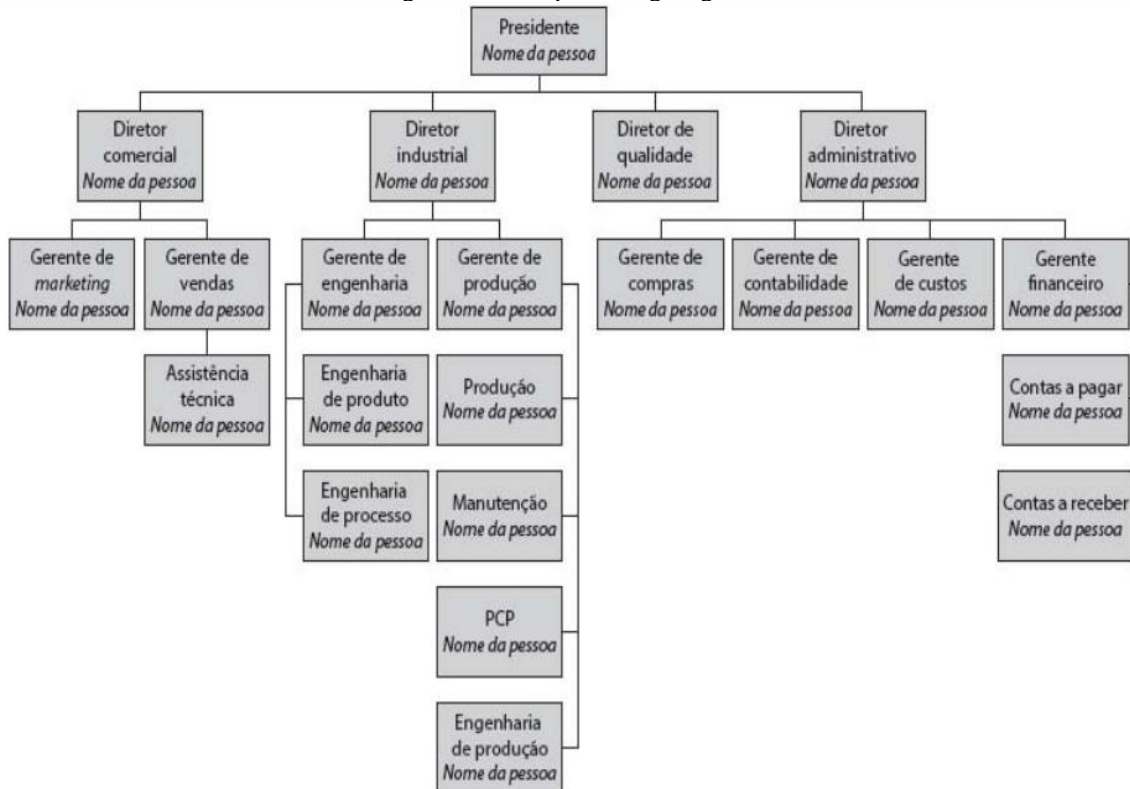 Presidente
Nome da pessoa
Diretor
comercial
Nome da pessoa
Diretor
industrial
Nome da pessoa
Diretor de
qualidade
Nome da pessoa
Diretor
administrativo
Nome da pessoa
Gerente de
marketing
Nome da pessoa
Gerente de
vendas
Nome da pessoa
Gerente de
engenharia
Nome da pessoa
Gerente de
produção
Nome da pessoa
Gerente de
compras
Nome da pessoa
Gerente de
contabilidade
Nome da pessoa
Gerente
de custos
Nome da pessoa
Gerente
financeiro
Nome da pessoa
Assistência
técnica
Nome da pessoa
Engenharia
de produto
Nome da pessoa
Produção
Nome da pessoa
Contas a pagar
Nome da pessoa
Engenharia
de processo
Nome da pessoa
Manutenção
Nome da pessoa
Contas a receber
Nome da pessoa
PCP
Nome da pessoa
Engenharia
de produção
Nome da pessoa